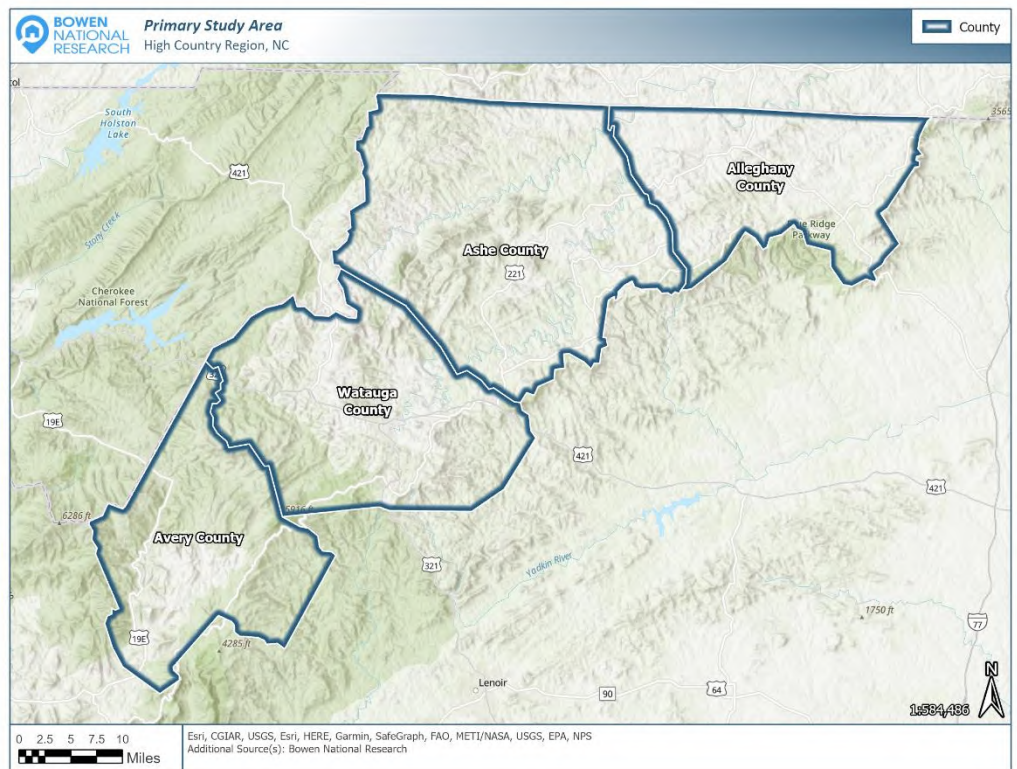 BOWEN
NATIONAL
RESEARCH
Primary Study Area
High Country Region, NC
County
South
Holston
Lake
421
3565
Alleghany
County
Stony Creek
ue Ridge
Parkway
Ashe County
221
Cherokee
National Forest
Watauga
County
19E
421
421
6286 ft
Avery County
321
Yadkin River
1750 ft
77
19E
4285 ft
Lenoir
90
64
N
1:584,486
0 2.5 5 7.5 10
Miles
Esri, CGIAR, USGS, Esri, HERE, Garmin, SafeGraph, FAO, METI/NASA, USGS, EPA, NPS
Additional Source(s): Bowen National Research